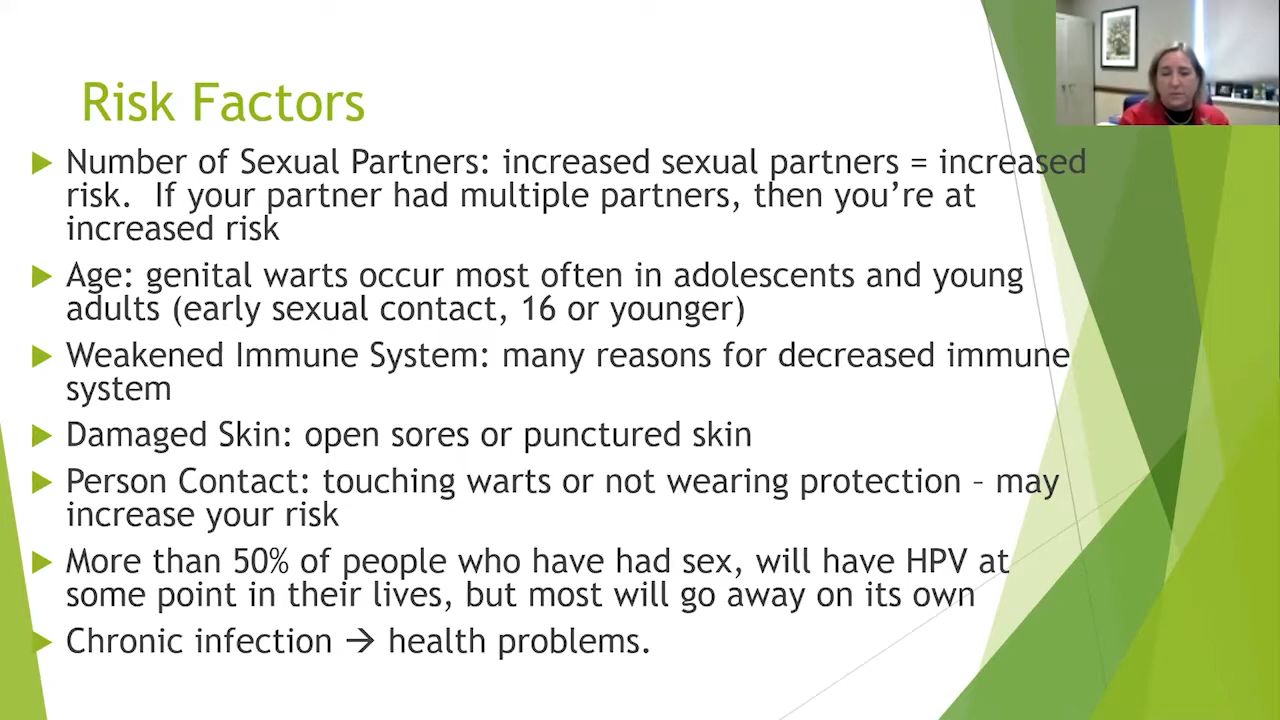 Risk Factors
Number of Sexual Partners: increased sexual partners = increased
risk.  If your partner had multiple partners, then you’re at
increased risk
Age: genital warts occur most often in adolescents and young
adults (early sexual contact, 16 or younger)
Weakened Immune System: many reasons for decreased immune
system
Damaged Skin: open sores or punctured skin
Person Contact: touching warts or not wearing protection – may
increase your risk
More than 50% of people who have had sex, will have HPV at
some point in their lives, but most will go away on its own
Chronic infection → health problems.